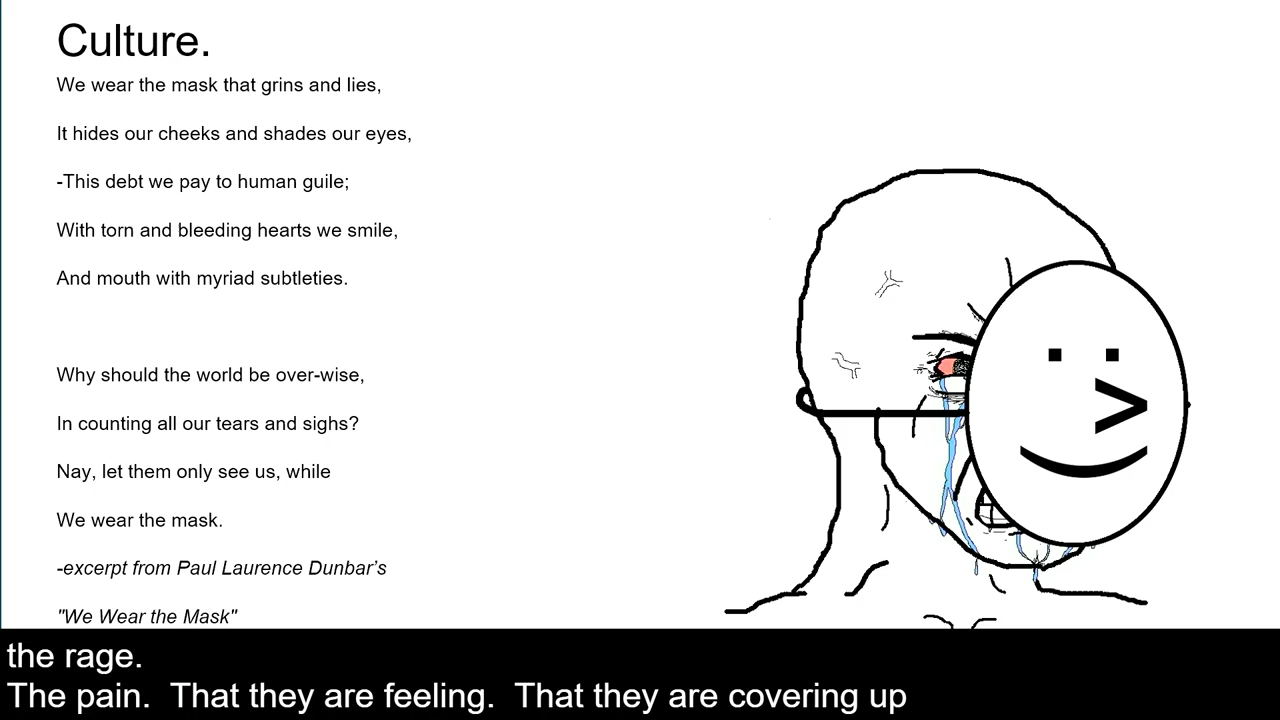 Culture.
We wear the mask that grins and lies,
It hides our cheeks and shades our eyes,
-This debt we pay to human guile;
With torn and bleeding hearts we smile,
And mouth with myriad subtleties.
Why should the world be over-wise,
In counting all our tears and sighs?
Nay, let them only see us, while
We wear the mask.
-excerpt from Paul Laurence Dunbar’s
"We Wear the Mask"
the rage.
The pain.  That they are feeling.  That they are covering up